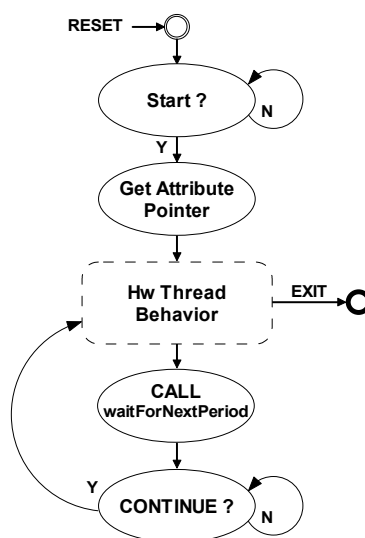 RESET
Start ?
N
Y
Get Attribute
Pointer
Hw Thread
Behavior
EXIT
CALL
waitForNextPeriod
Y
CONTINUE ?
N